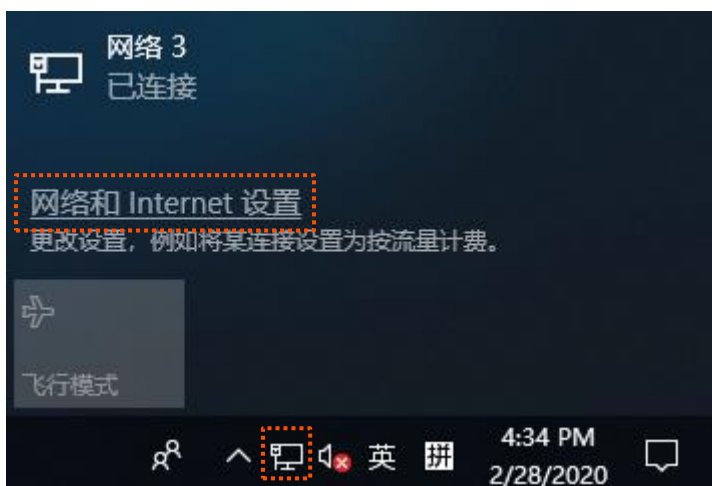 网络 3
已连接
网络和 Internet 设置
更改设置，例如将某连接设置为按流量计费。
飞行模式
英
拼
4:34 PM
2/28/2020